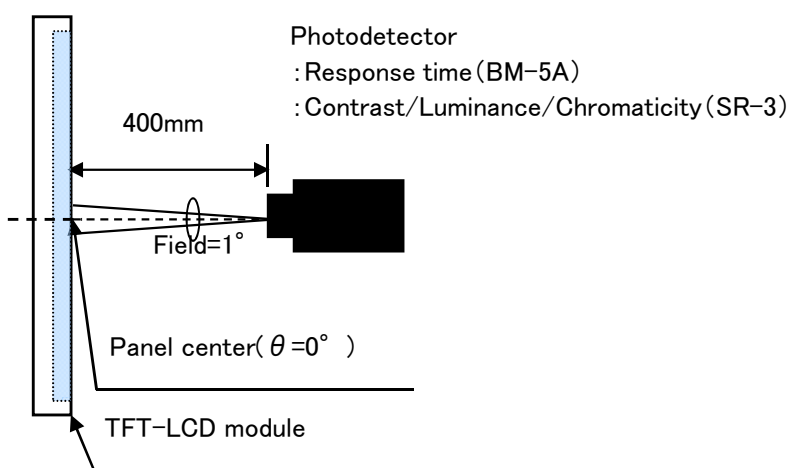 Photodetector
:Response time(BM-5A)
:Contrast/Luminance/Chromaticity(SR-3)
400mm
Field=1°
Panel center(θ=0° )
TFT-LCD module